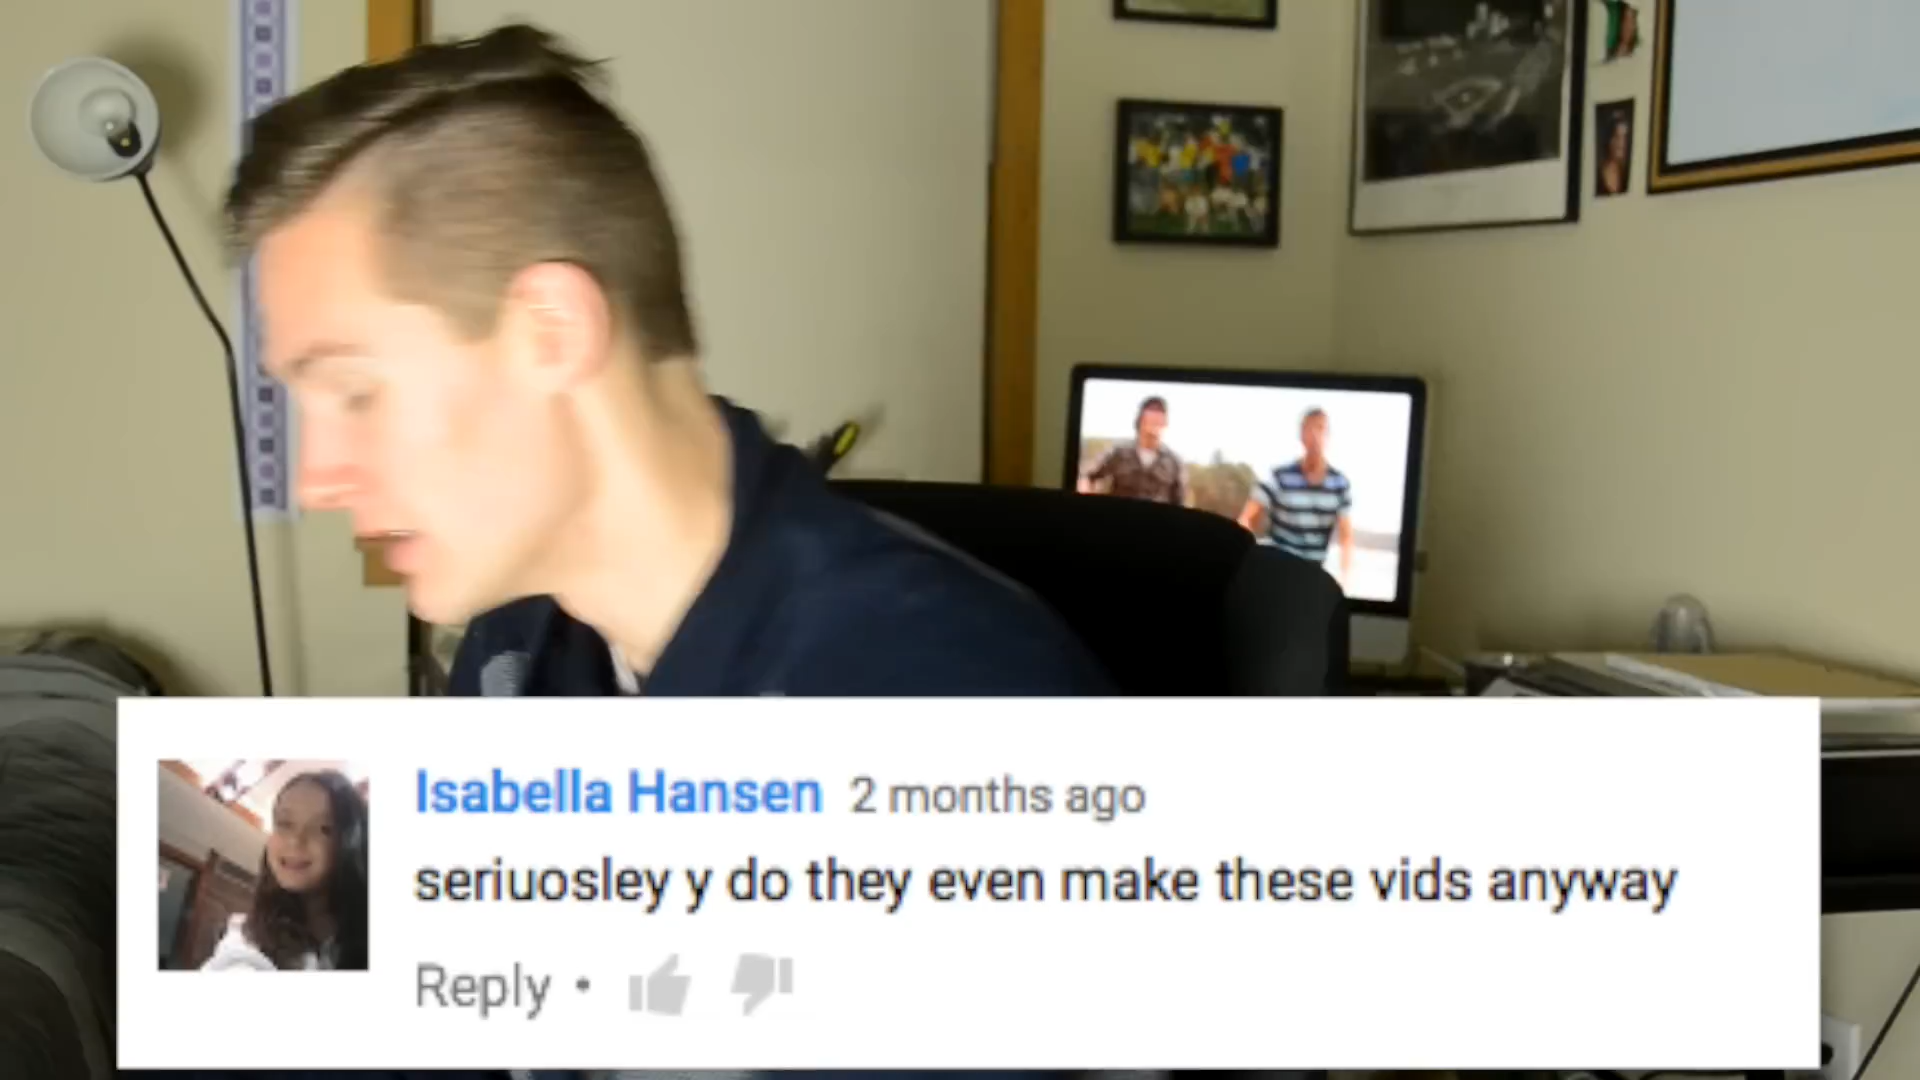 Isabella Hansen 2 months ago
seriuosley y do they even make these vids anyway
Reply •